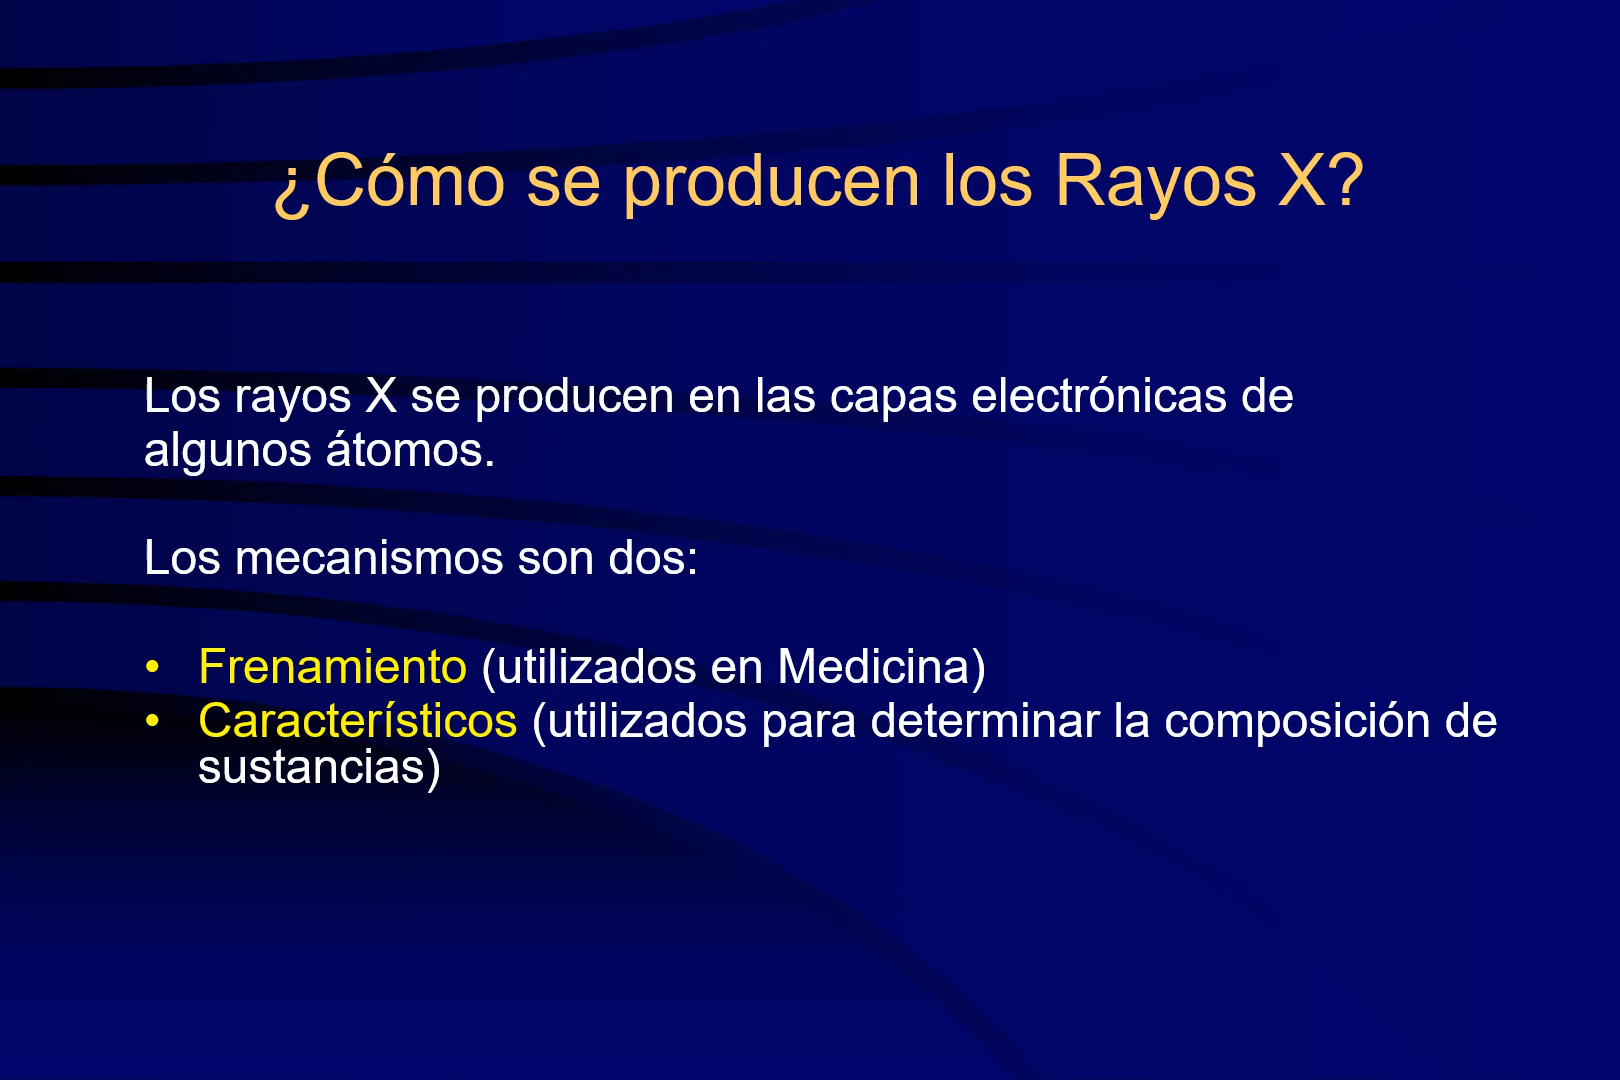 ¿Cómo se producen los Rayos X?
Los rayos X se producen en las capas electrónicas de
algunos átomos.
Los mecanismos son dos:
• Frenamiento (utilizados en Medicina)
• Característicos (utilizados para determinar la composición de
sustancias)